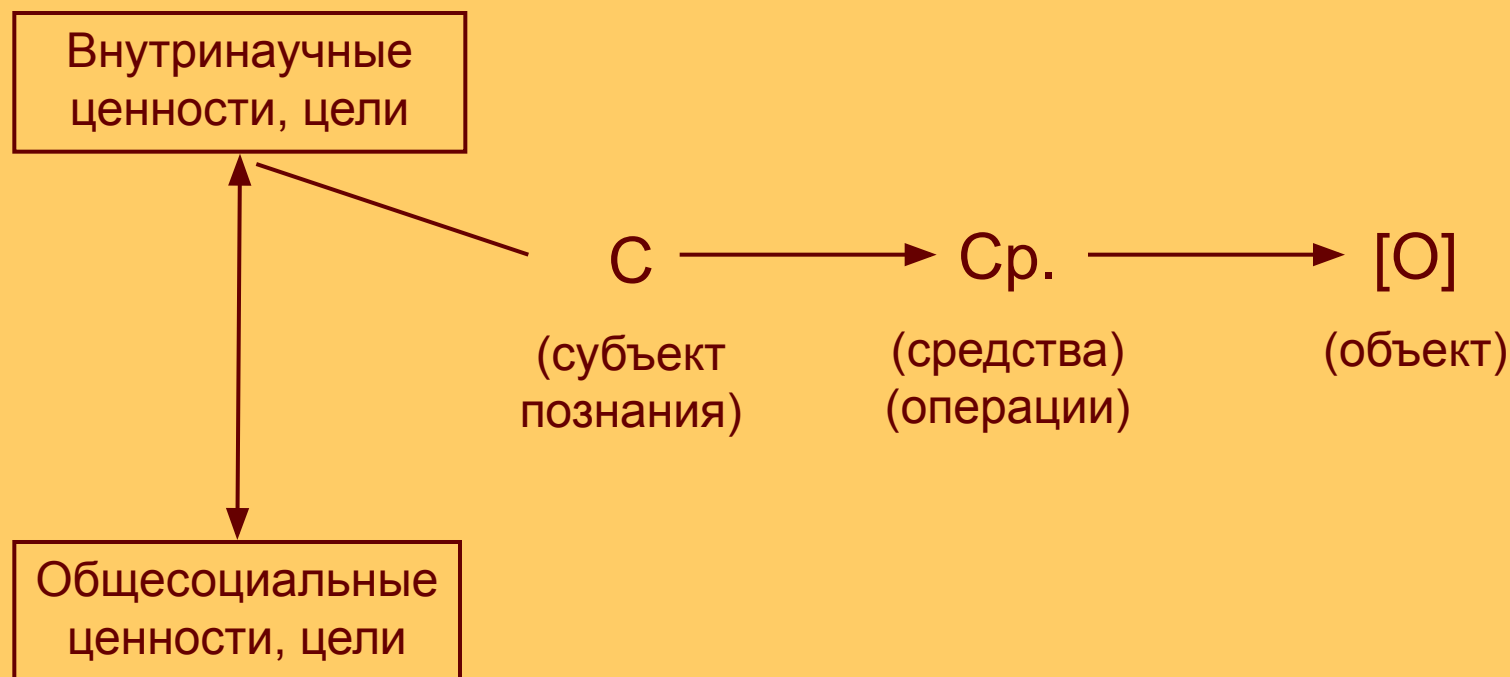 Внутринаучные
ценности, цели
С
Ср.
[О]
(субъект
познания)
(средства)
(операции)
(объект)
Общесоциальные
ценности, цели